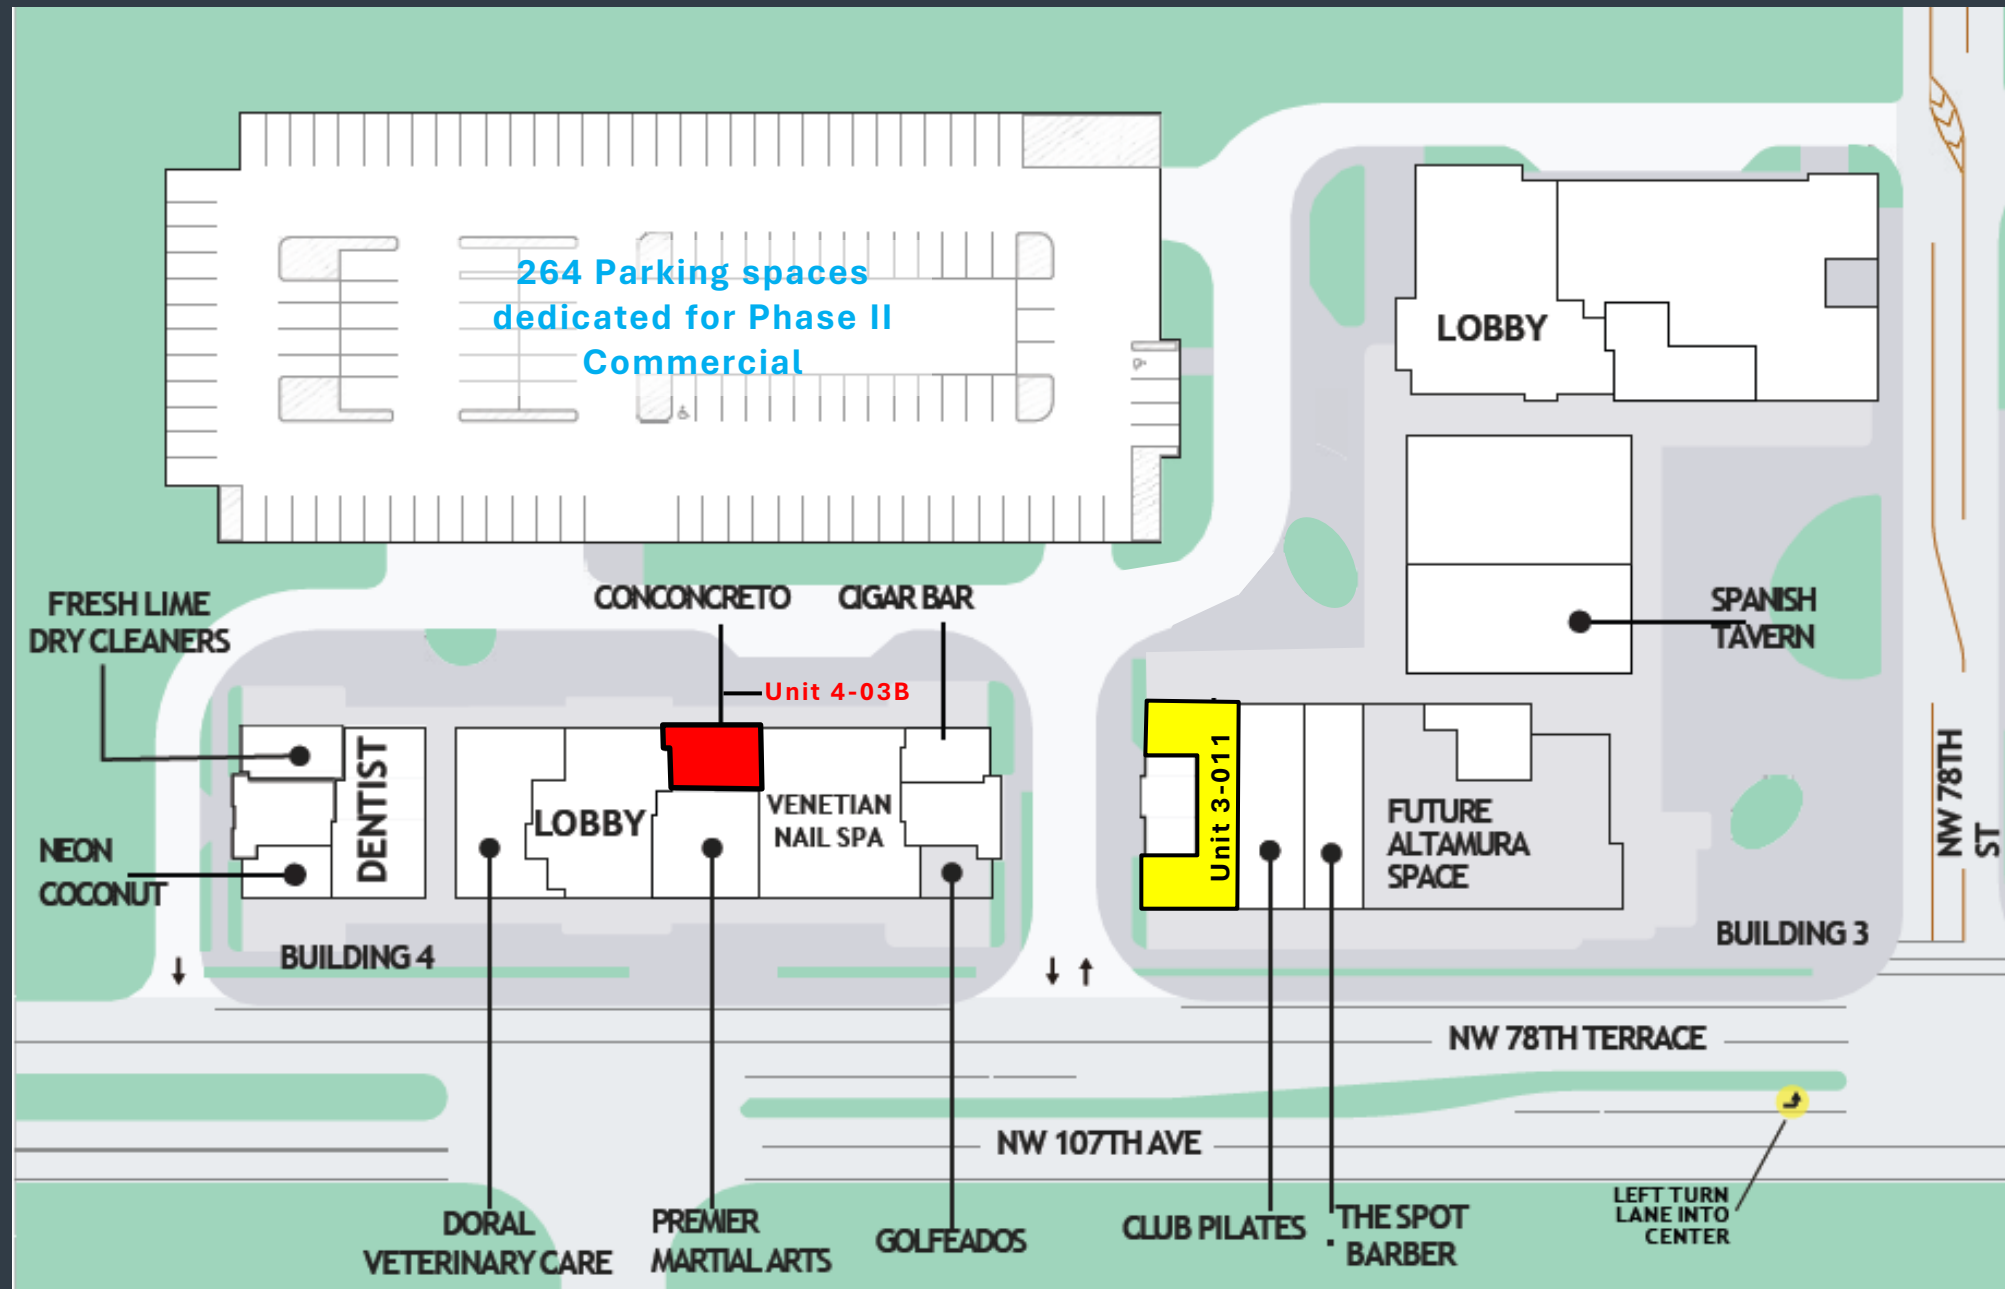 264 Parking spaces
dedicated for Phase II
Commercial
LOBBY
FRESH LIME
DRY CLEANERS
CONCONCRETO
CIGAR BAR
SPANISH
TAVERN
Unit 4-03B
DENTIST
LOBBY
VENETIAN
NAIL SPA
Unit 3-011
FUTURE
ALTAMURA
SPACE
NW 78TH
ST
NEON
COCONUT
BUILDING 4
BUILDING 3
NW 78TH TERRACE
NW 107TH AVE
LEFT TURN
LANE INTO
CENTER
DORAL
VETERINARY CARE
PREMIER
MARTIAL ARTS
GOLFEADOS
CLUB PILATES
THE SPOT
BARBER